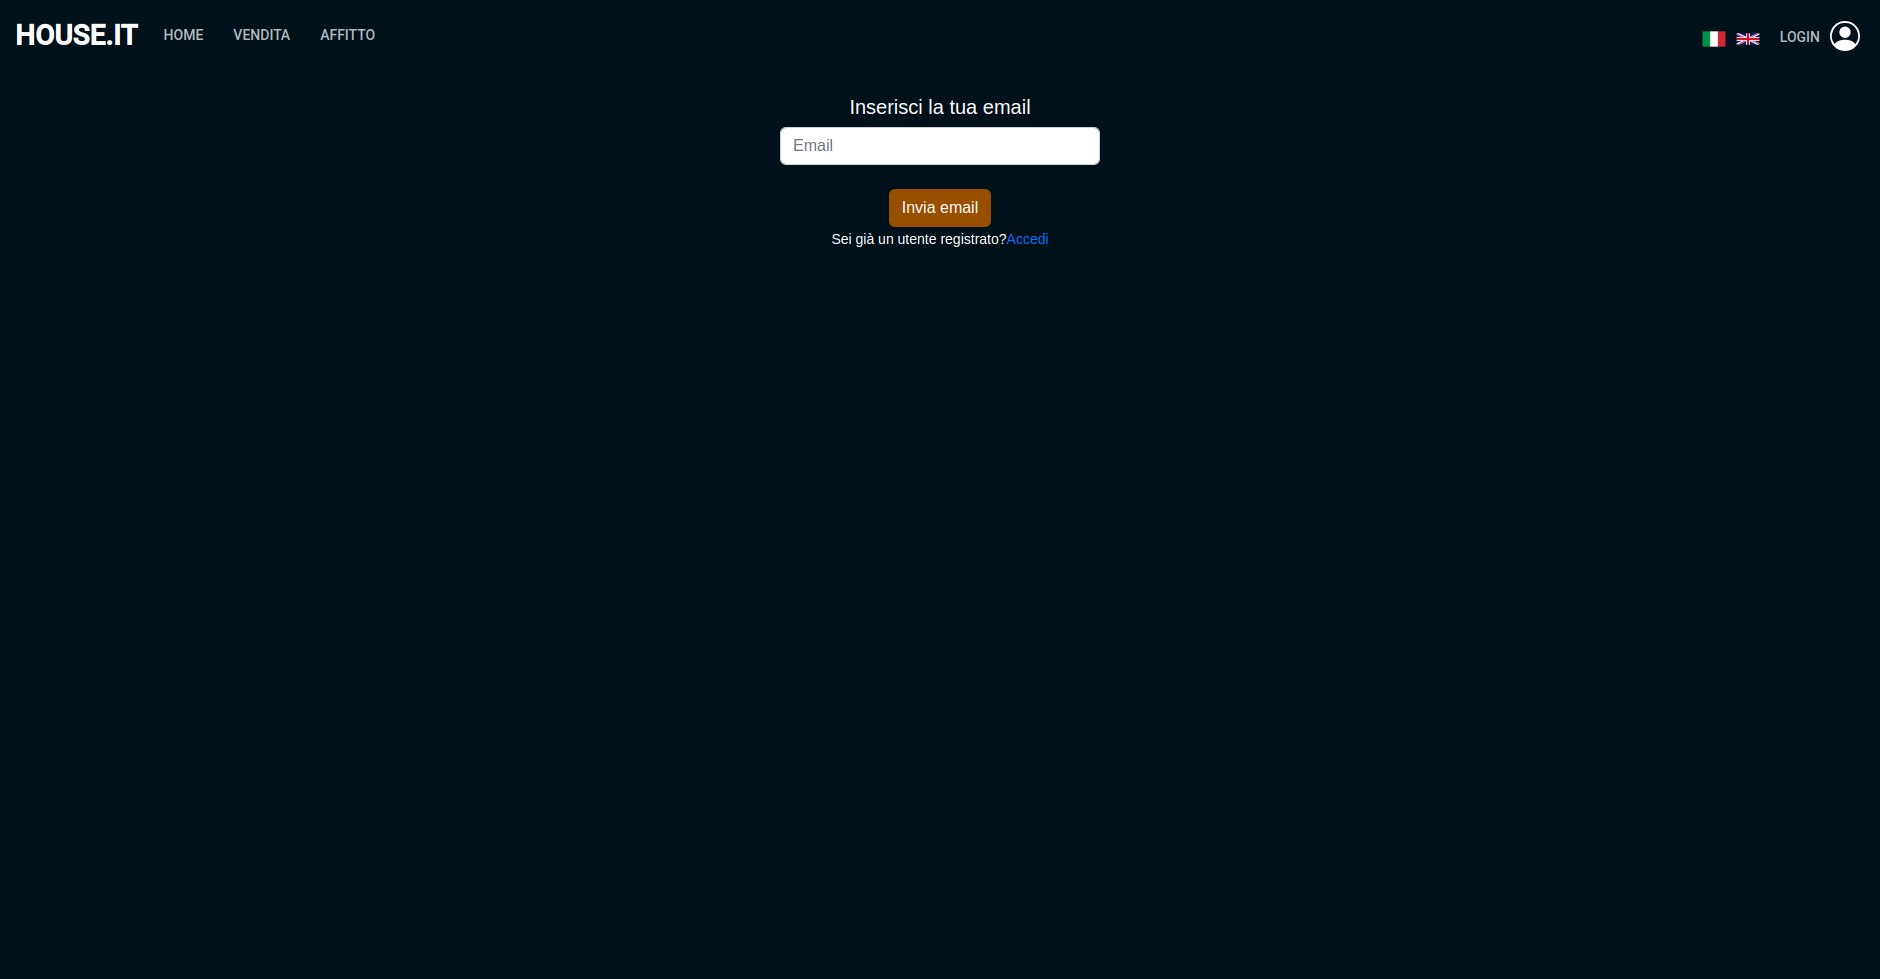 HOUSE.IT HOME VENDITA AFFITTO LOGIN
Inserisci la tua email
Email
Invia email
Sei già un utente registrato?Accedi